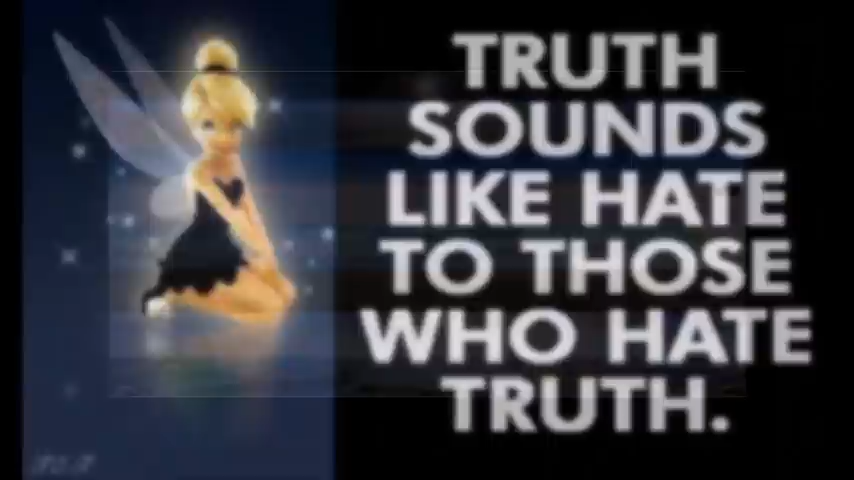 TRUTH
SOUNDS
LIKE HATE
TO THOSE
WHO HATE
TRUTH.